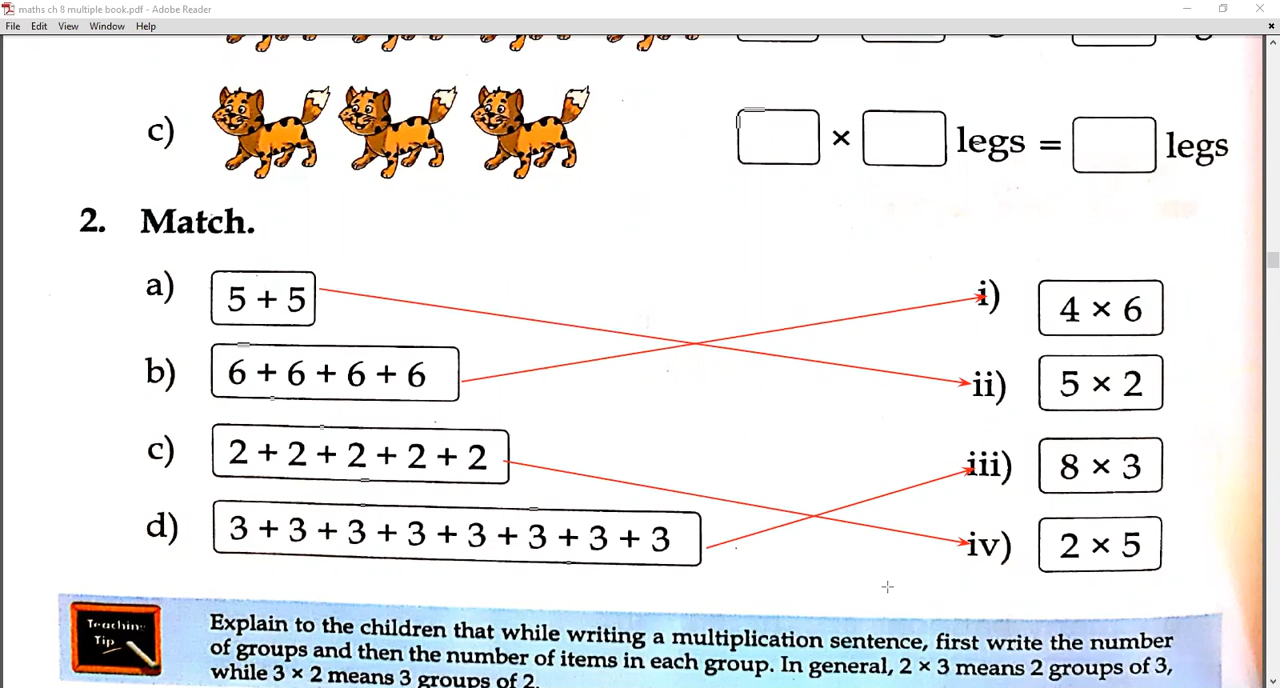 maths ch 8 multiple book.pdf - Adobe Reader
File Edit View Window Help
c) × legs = legs
2. Match.
a) 5 + 5 i) 4 × 6
b) 6 + 6 + 6 + 6 ii) 5 × 2
c) 2 + 2 + 2 + 2 + 2 iii) 8 × 3
d) 3 + 3 + 3 + 3 + 3 + 3 + 3 + 3 iv) 2 × 5
Teaching
Tip
Explain to the children that while writing a multiplication sentence, first write the number
of groups and then the number of items in each group. In general, 2 × 3 means 2 groups of 3,
while 3 × 2 means 3 groups of 2.